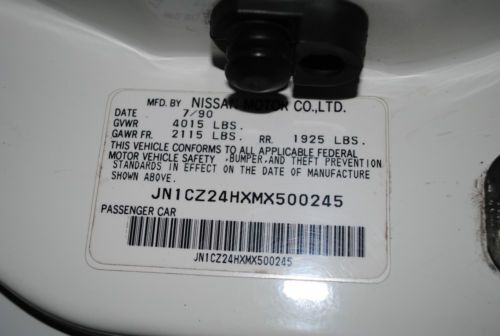 MFD. BY NISSAN MOTOR CO.,LTD.
DATE 7/90
GVWR 4015 LBS.
GAWR FR. 2115 LBS. RR. 1925 LBS.
THIS VEHICLE CONFORMS TO ALL APPLICABLE FEDERAL
MOTOR VEHICLE SAFETY ,BUMPER,AND THEFT PREVENTION
STANDARDS IN EFFECT ON THE DATE OF MANUFACTURE
SHOWN ABOVE.
JN1CZ24HXMX500245
PASSENGER CAR
JN1CZ24HXMX500245